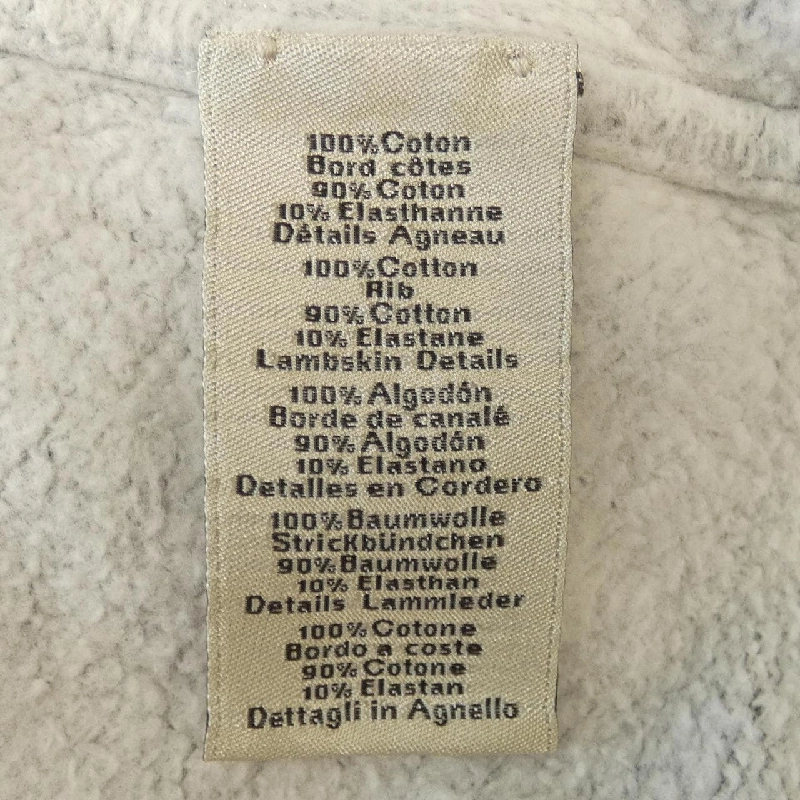 100% Coton
Bord côtes
90% Coton
10% Elasthanne
Détails Agneau
100% Cotton
Rib
90% Cotton
10% Elastane
Lambskin Details
100% Algodón
Borde de canalé
90% Algodón
10% Elastano
Detalles en Cordero
100% Baumwolle
Strickbündchen
90% Baumwolle
10% Elasthan
Details Lammleder
100% Cotone
Bordo a coste
90% Cotone
10% Elastan
Dettagli in Agnello